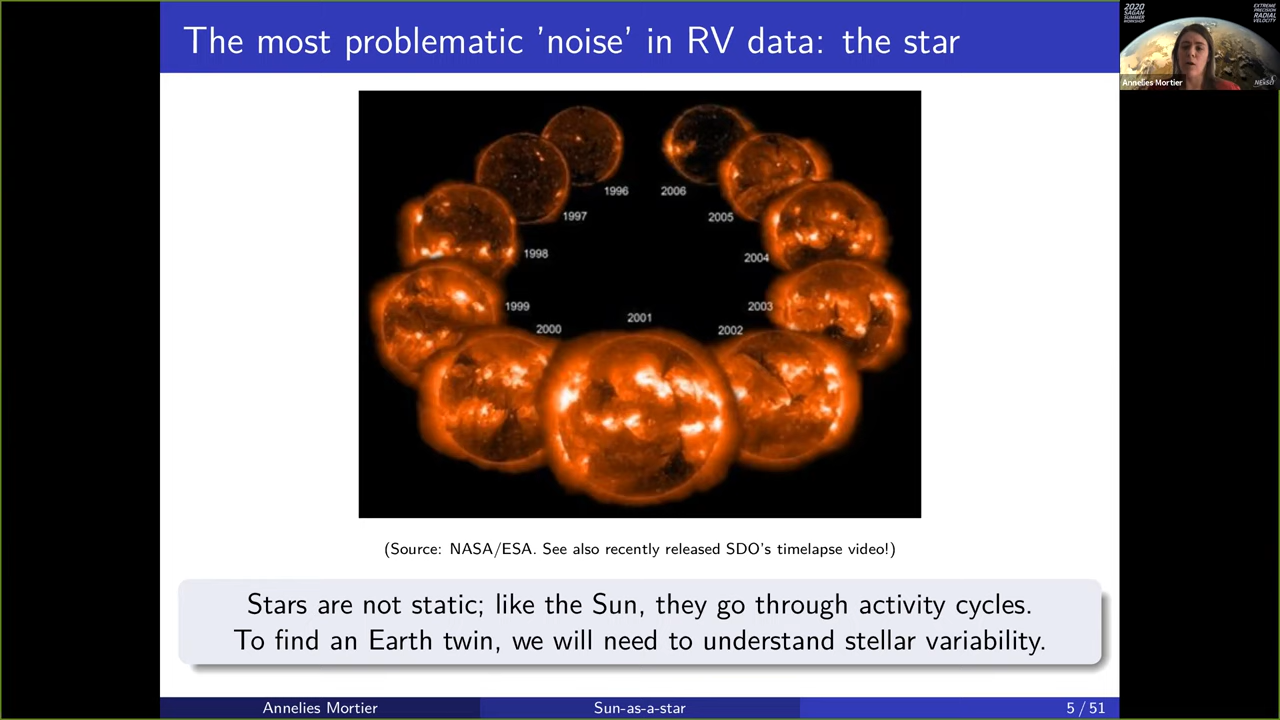 The most problematic 'noise' in RV data: the star
2020
SAGAN
SUMMER
WORKSHOP
EXTREME
PRECISION
RADIAL
VELOCITY
Annelies Mortier
NExScI
1996
2006
1997
2005
1998
2004
1999
2003
2000
2001
2002
(Source: NASA/ESA. See also recently released SDO's timelapse video!)
Stars are not static; like the Sun, they go through activity cycles.
To find an Earth twin, we will need to understand stellar variability.
Annelies Mortier
Sun-as-a-star
5 / 51